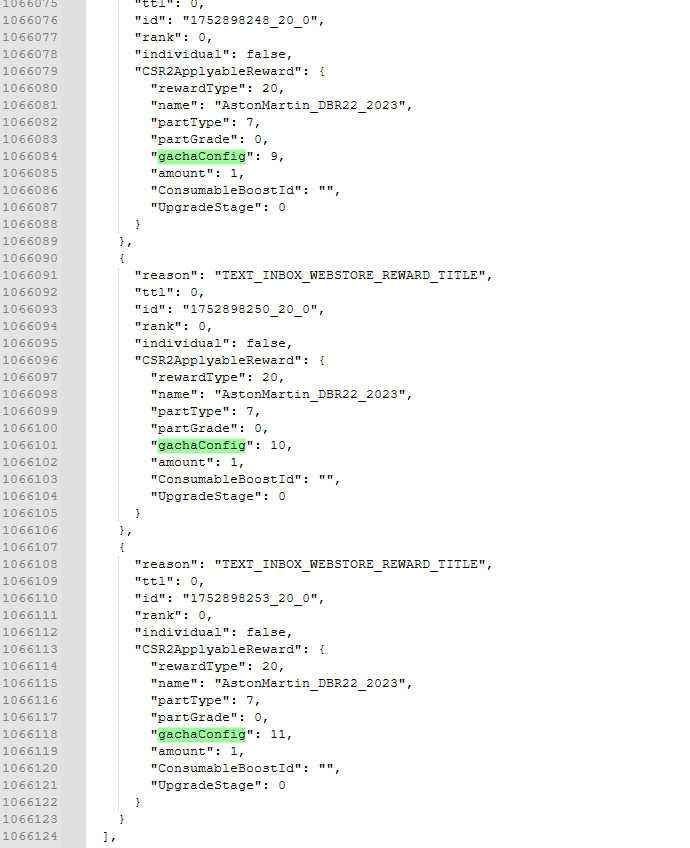 1066075 "ttl": 0,
1066076 "id": "1752898248_20_0",
1066077 "rank": 0,
1066078 "individual": false,
1066079 "CSR2ApplyableReward": {
1066080 "rewardType": 20,
1066081 "name": "AstonMartin_DBR22_2023",
1066082 "partType": 7,
1066083 "partGrade": 0,
1066084 "gachaConfig": 9,
1066085 "amount": 1,
1066086 "ConsumableBoostId": "",
1066087 "UpgradeStage": 0
1066088 }
1066089 },
1066090 {
1066091 "reason": "TEXT_INBOX_WEBSTORE_REWARD_TITLE",
1066092 "ttl": 0,
1066093 "id": "1752898250_20_0",
1066094 "rank": 0,
1066095 "individual": false,
1066096 "CSR2ApplyableReward": {
1066097 "rewardType": 20,
1066098 "name": "AstonMartin_DBR22_2023",
1066099 "partType": 7,
1066100 "partGrade": 0,
1066101 "gachaConfig": 10,
1066102 "amount": 1,
1066103 "ConsumableBoostId": "",
1066104 "UpgradeStage": 0
1066105 }
1066106 },
1066107 {
1066108 "reason": "TEXT_INBOX_WEBSTORE_REWARD_TITLE",
1066109 "ttl": 0,
1066110 "id": "1752898253_20_0",
1066111 "rank": 0,
1066112 "individual": false,
1066113 "CSR2ApplyableReward": {
1066114 "rewardType": 20,
1066115 "name": "AstonMartin_DBR22_2023",
1066116 "partType": 7,
1066117 "partGrade": 0,
1066118 "gachaConfig": 11,
1066119 "amount": 1,
1066120 "ConsumableBoostId": "",
1066121 "UpgradeStage": 0
1066122 }
1066123 }
1066124 ],